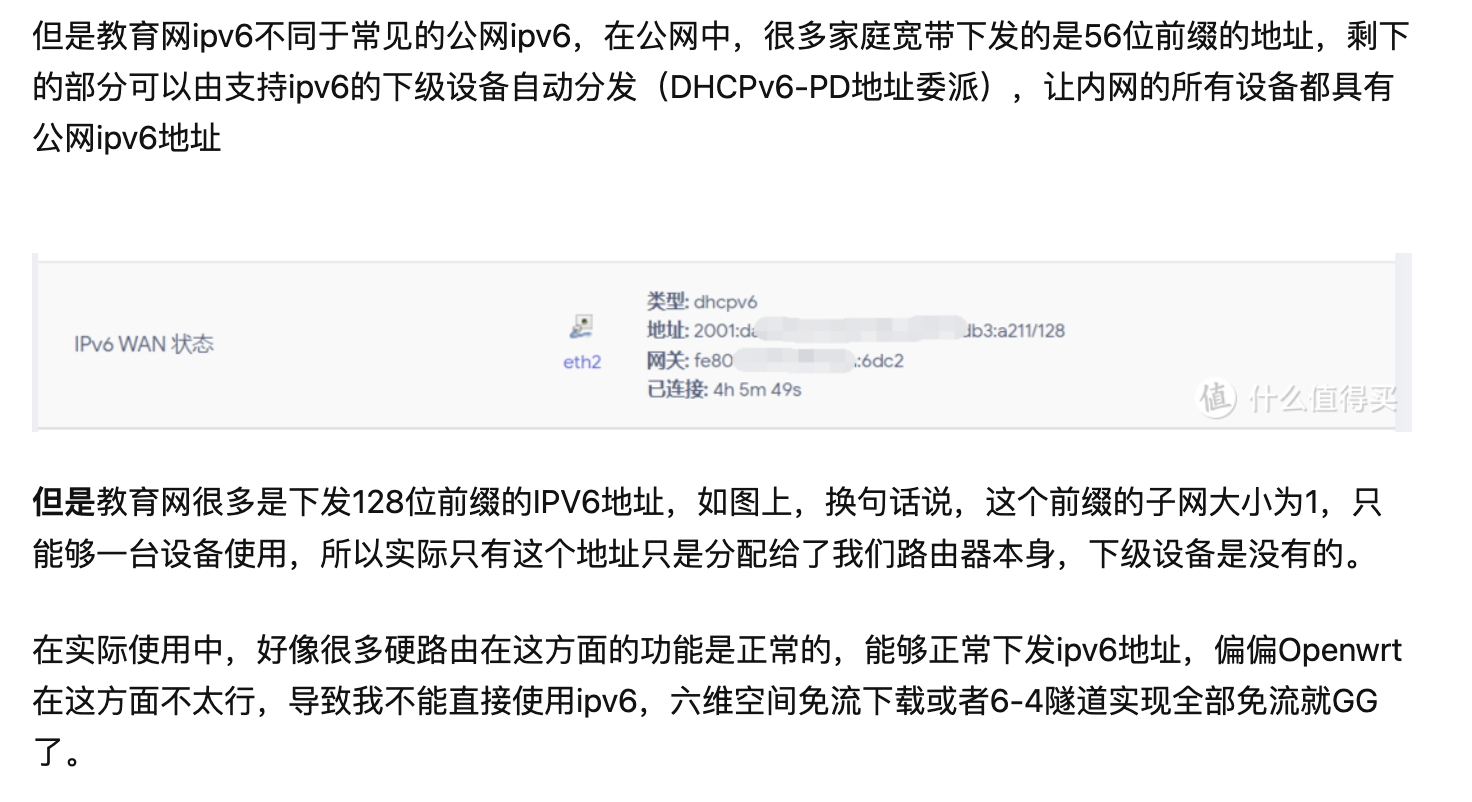 但是教育网ipv6不同于常见的公网ipv6，在公网中，很多家庭宽带下发的是56位前缀的地址，剩下
的部分可以由支持ipv6的下级设备自动分发（DHCPv6-PD地址委派），让内网的所有设备都具有
公网ipv6地址
IPv6 WAN 状态
eth2
类型: dhcpv6
地址: 2001:da db3:a211/128
网关: fe80 :6dc2
已连接: 4h 5m 49s
值 什么值得买
但是教育网很多是下发128位前缀的IPV6地址，如图上，换句话说，这个前缀的子网大小为1，只
能够一台设备使用，所以实际只有这个地址只是分配给了我们路由器本身，下级设备是没有的。
在实际使用中，好像很多硬路由在这方面的功能是正常的，能够正常下发ipv6地址，偏偏Openwrt
在这方面不太行，导致我不能直接使用ipv6，六维空间免流下载或者6-4隧道实现全部免流就GG
了。